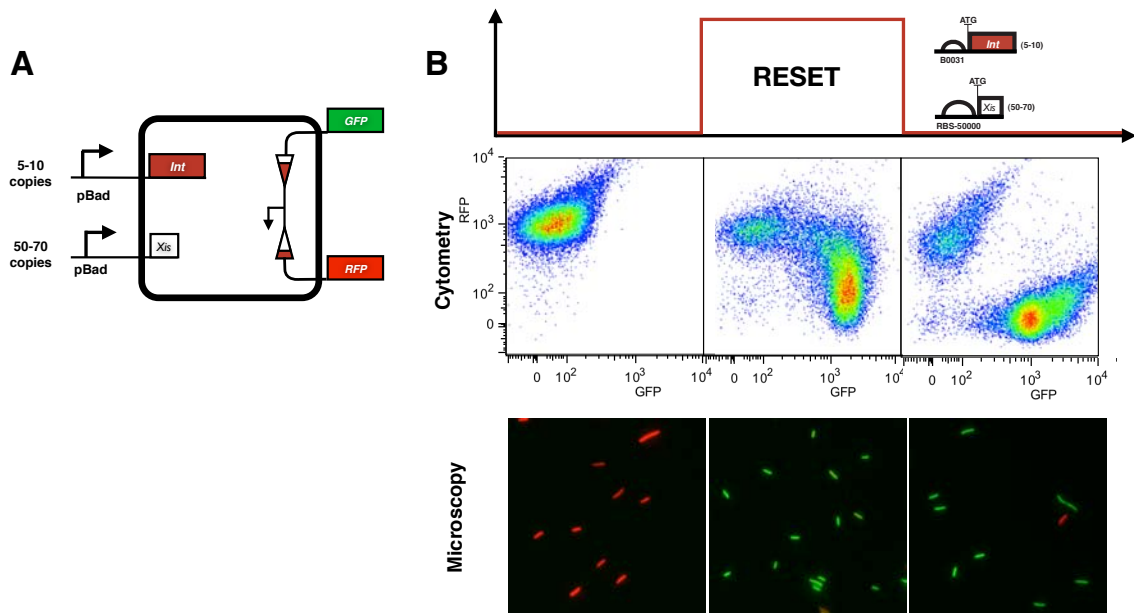 A
GFP
5-10
copies
Int
pBad
50-70
copies
Xis
pBad
RFP
B
RESET
ATG
Int
(5-10)
B0031
ATG
Xis
(50-70)
RBS-50000
Cytometry
RFP
10^4
10^3
10^2
0
0 10^2 10^3 10^4
GFP
0 10^2 10^3 10^4
GFP
0 10^2 10^3 10^4
GFP
Microscopy